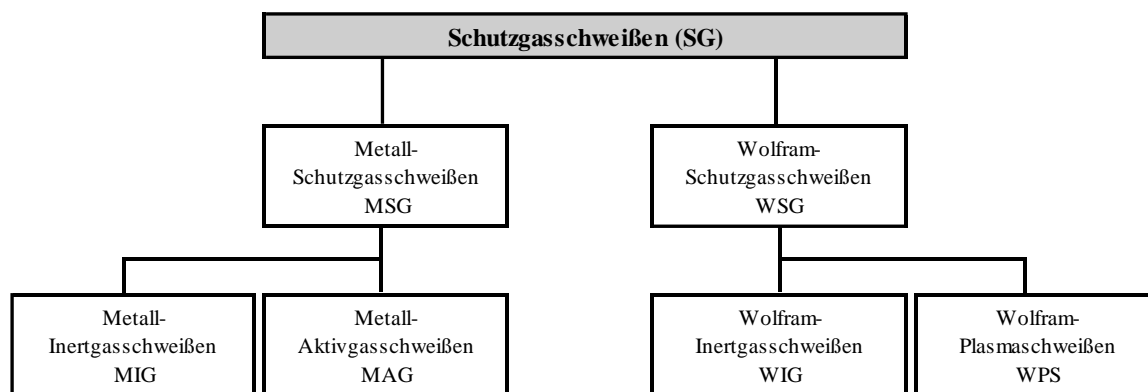 Schutzgasschweißen (SG)
Metall-
Schutzgasschweißen
MSG
Wolfram-
Schutzgasschweißen
WSG
Metall-
Inertgasschweißen
MIG
Metall-
Aktivgasschweißen
MAG
Wolfram-
Inertgasschweißen
WIG
Wolfram-
Plasmaschweißen
WPS